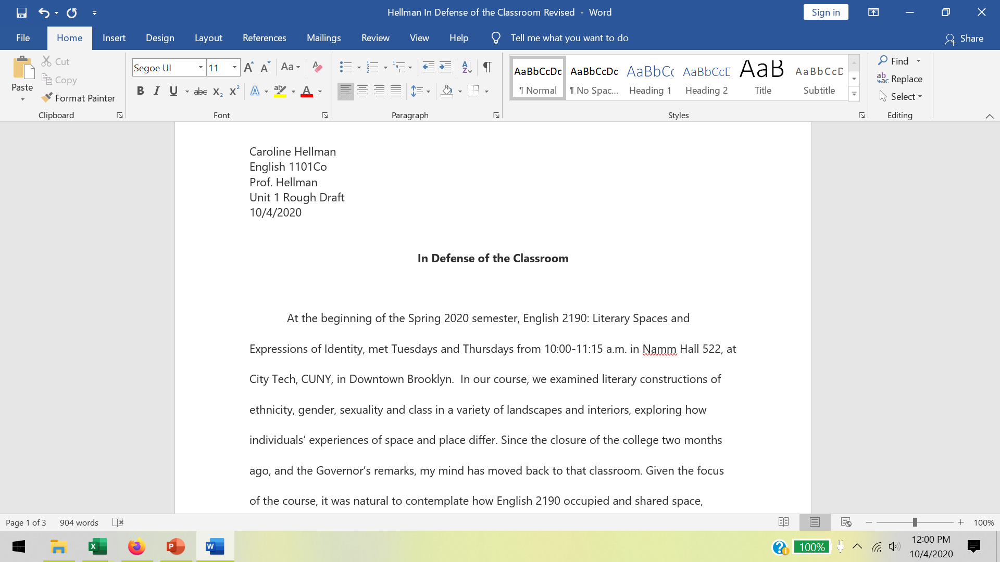 Hellman In Defense of the Classroom Revised - Word
Sign in
File Home Insert Design Layout References Mailings Review View Help Tell me what you want to do Share
Paste
Cut
Copy
Format Painter
Clipboard
Segoe UI 11
Font
Paragraph
AaBbCcDc AaBbCcDc AaBbCc AaBbCcD AaB AaBbCcD
¶ Normal ¶ No Spac... Heading 1 Heading 2 Title Subtitle
Styles
Find
Replace
Select
Editing
Caroline Hellman
English 1101Co
Prof. Hellman
Unit 1 Rough Draft
10/4/2020
In Defense of the Classroom
At the beginning of the Spring 2020 semester, English 2190: Literary Spaces and
Expressions of Identity, met Tuesdays and Thursdays from 10:00-11:15 a.m. in Namm Hall 522, at
City Tech, CUNY, in Downtown Brooklyn.  In our course, we examined literary constructions of
ethnicity, gender, sexuality and class in a variety of landscapes and interiors, exploring how
individuals’ experiences of space and place differ. Since the closure of the college two months
ago, and the Governor’s remarks, my mind has moved back to that classroom. Given the focus
of the course, it was natural to contemplate how English 2190 occupied and shared space,
Page 1 of 3 904 words 100%
100%
12:00 PM
10/4/2020